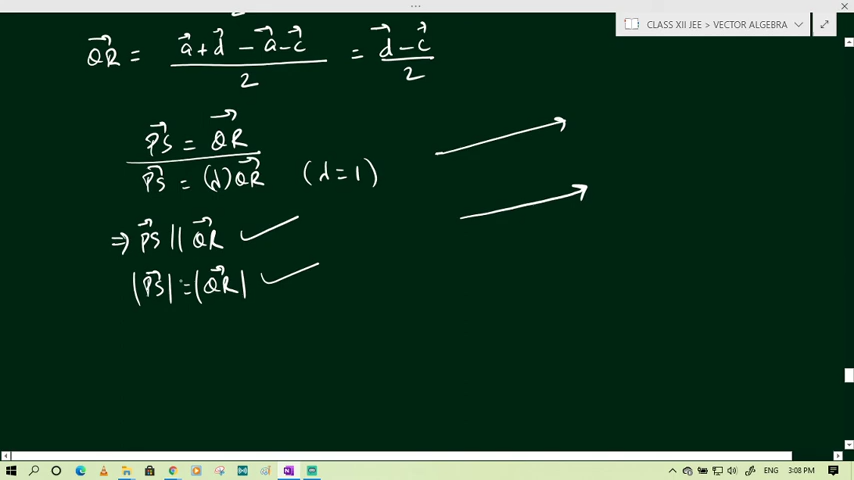 CLASS XII JEE > VECTOR ALGEBRA
QR⃗ = (a⃗ + d⃗ - a⃗ - c⃗)/2 = (d⃗ - c⃗)/2
PS⃗ = QR⃗
PS⃗ = (λ) QR⃗ (λ = 1)
⇒ PS⃗ || QR⃗ ✓
|PS⃗| = |QR⃗| ✓
ENG 3:08 PM